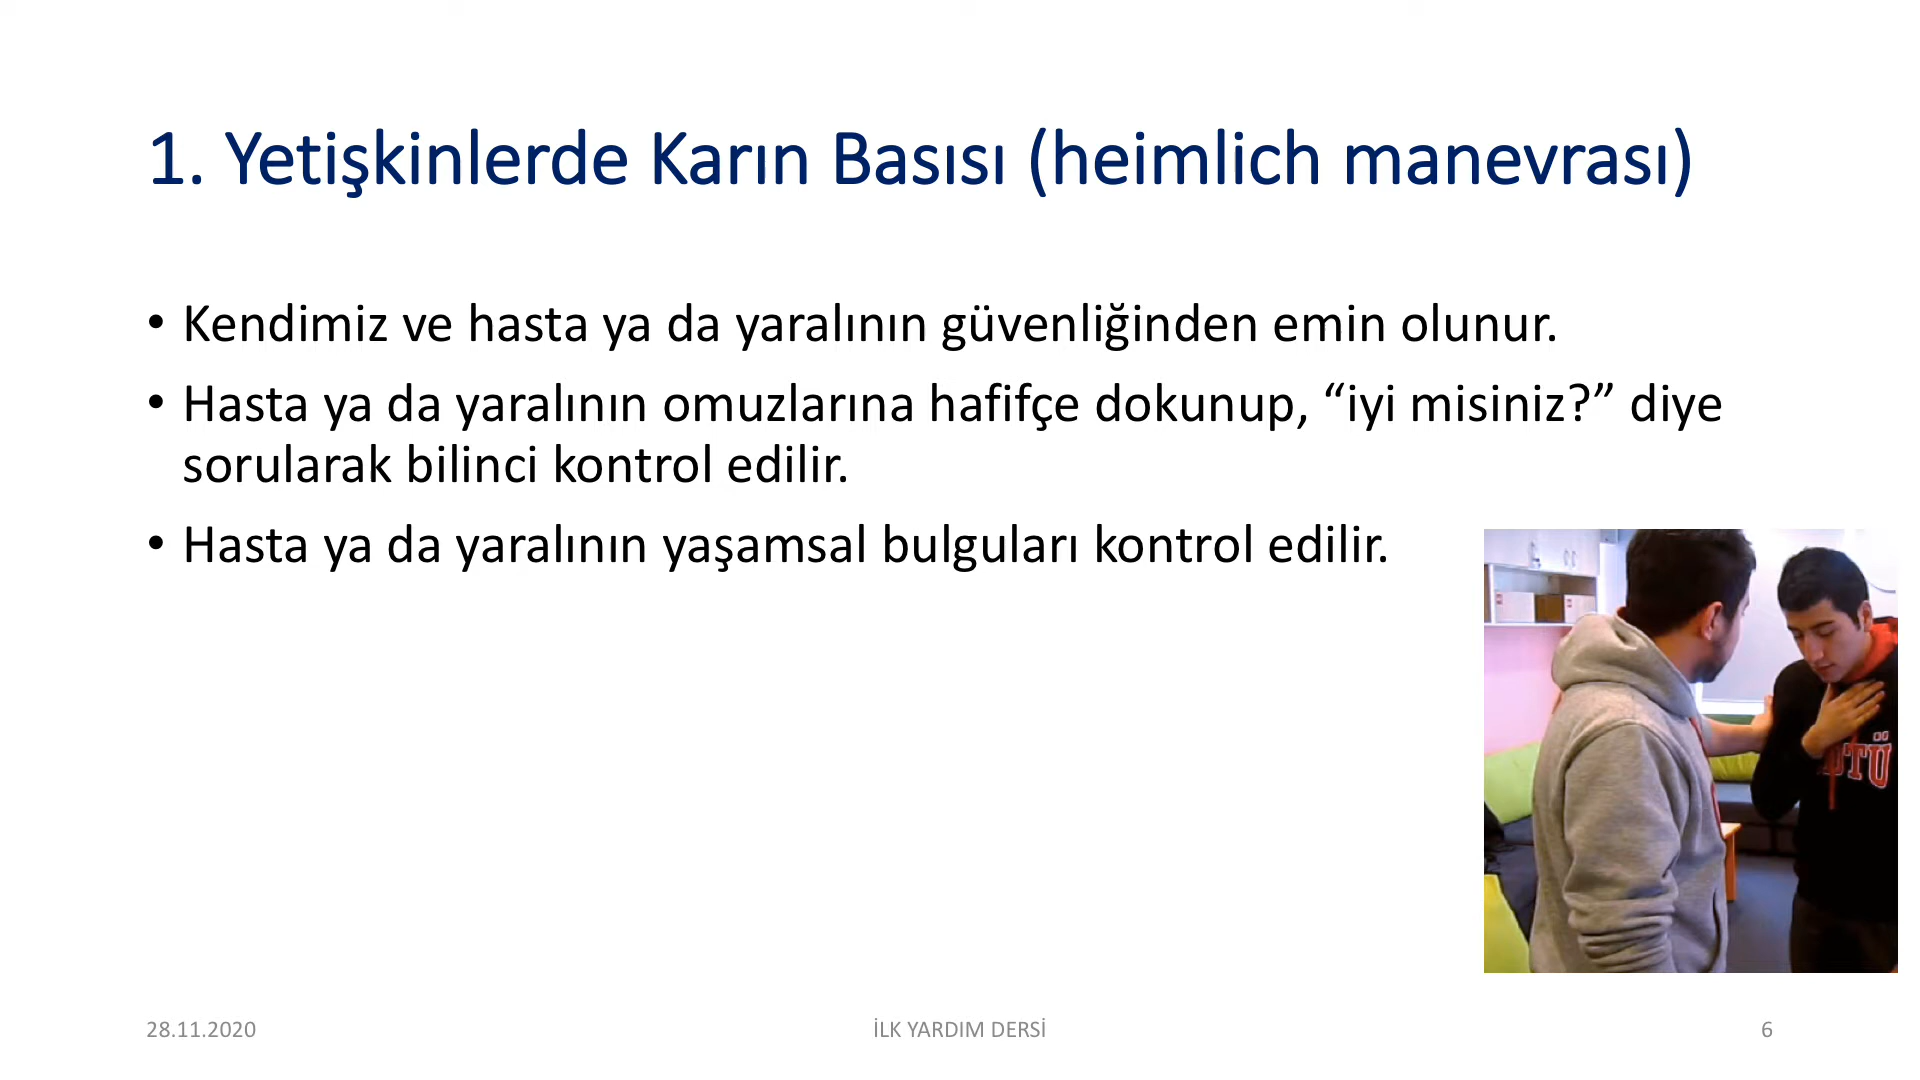 1. Yetişkinlerde Karın Basısı (heimlich manevrası)
• Kendimiz ve hasta ya da yaralının güvenliğinden emin olunur.
• Hasta ya da yaralının omuzlarına hafifçe dokunup, “iyi misiniz?” diye
sorularak bilinci kontrol edilir.
• Hasta ya da yaralının yaşamsal bulguları kontrol edilir.
28.11.2020
İLK YARDIM DERSİ
6